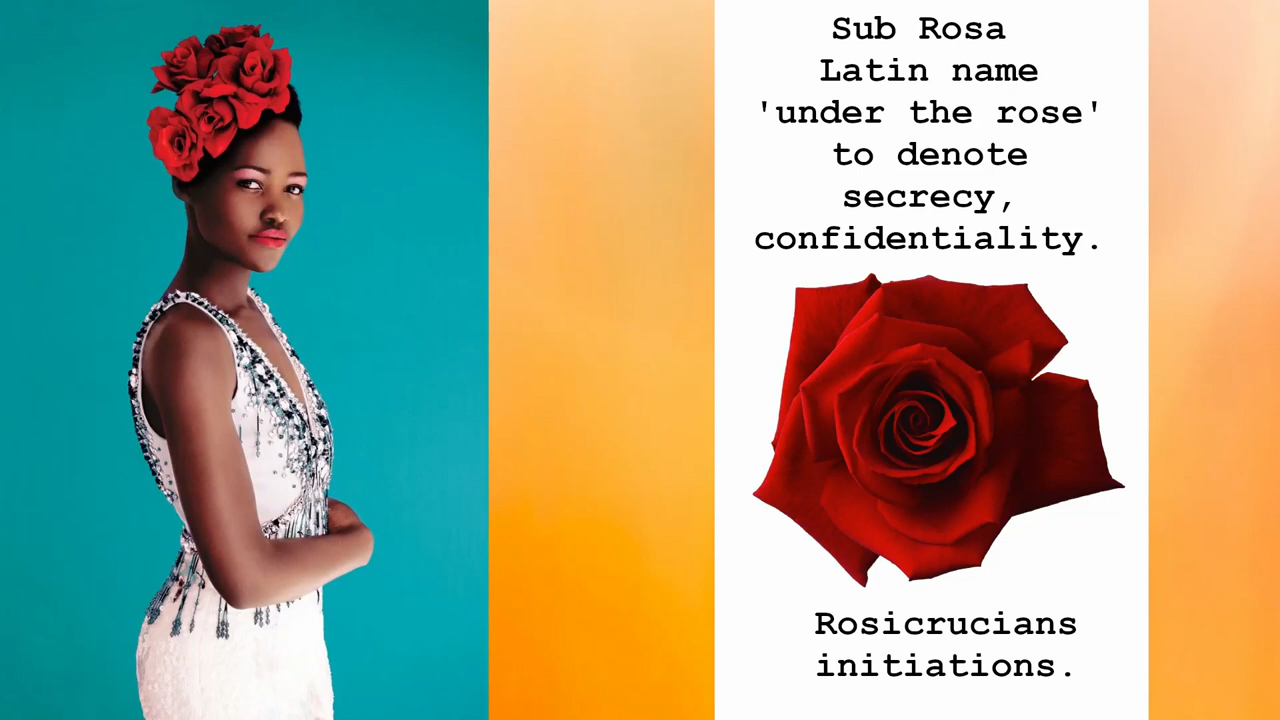 Sub Rosa
Latin name
'under the rose'
to denote
secrecy,
confidentiality.
Rosicrucians
initiations.